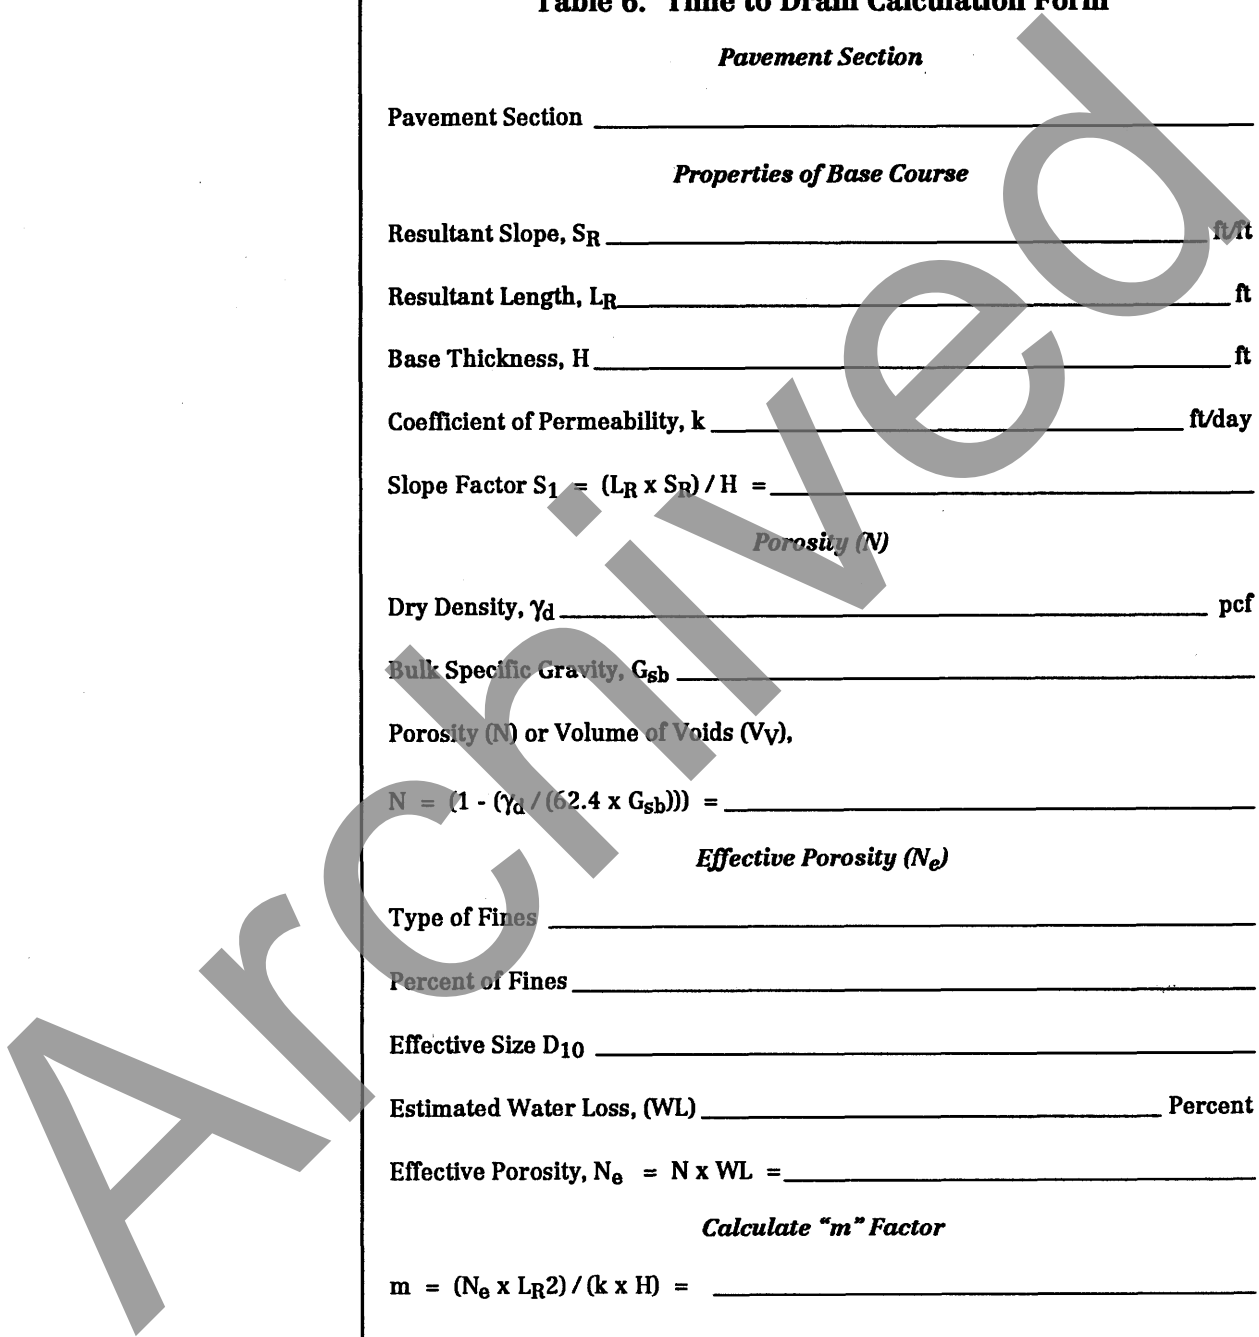 Table 6. Time to Drain Calculation Form
Pavement Section
Pavement Section
Properties of Base Course
Resultant Slope, SR ft/ft
Resultant Length, LR ft
Base Thickness, H ft
Coefficient of Permeability, k ft/day
Slope Factor S1 = (LR x SR) / H =
Porosity (N)
Dry Density, γd pcf
Bulk Specific Gravity, Gsb
Porosity (N) or Volume of Voids (VV),
N = (1 - (γd / (62.4 x Gsb))) =
Effective Porosity (Ne)
Type of Fines
Percent of Fines
Effective Size D10
Estimated Water Loss, (WL) Percent
Effective Porosity, Ne = N x WL =
Calculate “m” Factor
m = (Ne x LR2) / (k x H) =
Archived